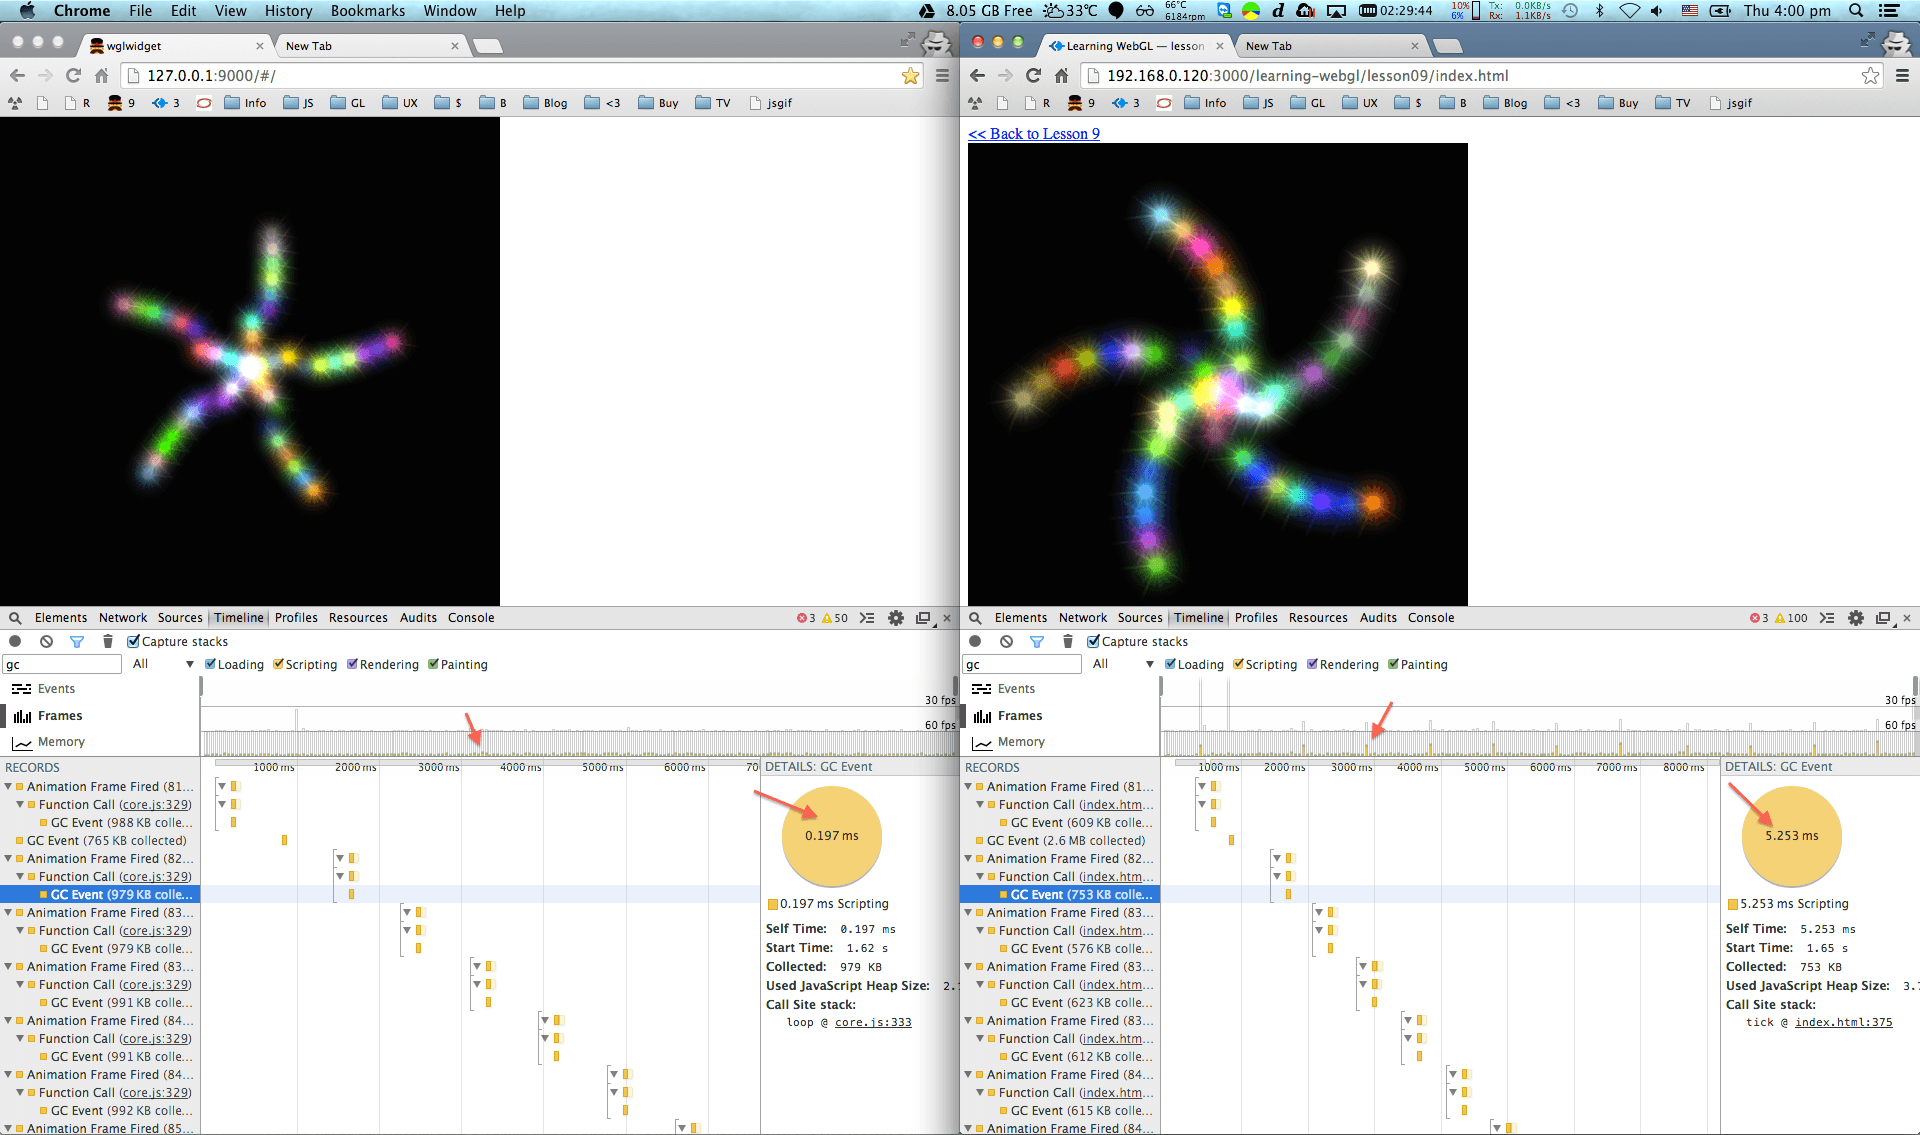 Chrome File Edit View History Bookmarks Window Help
8.05 GB Free 33°C 66°C 6184rpm 02:29:44 10% 6% Tx: 0.0KB/s Rx: 1.1KB/s Thu 4:00 pm
wglwidget New Tab
127.0.0.1:9000/#/
R 9 3 Info JS GL UX $ B Blog <3 Buy TV jsgif
Elements Network Sources Timeline Profiles Resources Audits Console 3 50
Capture stacks
gc All Loading Scripting Rendering Painting
Events
Frames
Memory
30 fps
60 fps
RECORDS 1000 ms 2000 ms 3000 ms 4000 ms 5000 ms 6000 ms 70
Animation Frame Fired (81...
Function Call (core.js:329)
GC Event (988 KB colle...
GC Event (765 KB collected)
Animation Frame Fired (82...
Function Call (core.js:329)
GC Event (979 KB colle...
Animation Frame Fired (83...
Function Call (core.js:329)
GC Event (979 KB colle...
Animation Frame Fired (83...
Function Call (core.js:329)
GC Event (991 KB colle...
Animation Frame Fired (84...
Function Call (core.js:329)
GC Event (991 KB colle...
Animation Frame Fired (84...
Function Call (core.js:329)
GC Event (992 KB colle...
Animation Frame Fired (85...
DETAILS: GC Event
0.197 ms
0.197 ms Scripting
Self Time: 0.197 ms
Start Time: 1.62 s
Collected: 979 KB
Used JavaScript Heap Size: 2.
Call Site stack:
loop @ core.js:333
Learning WebGL — lesson New Tab
192.168.0.120:3000/learning-webgl/lesson09/index.html
R 9 3 Info JS GL UX $ B Blog <3 Buy TV jsgif
<< Back to Lesson 9
Elements Network Sources Timeline Profiles Resources Audits Console 3 100
Capture stacks
gc All Loading Scripting Rendering Painting
Events
Frames
Memory
30 fps
60 fps
RECORDS 1000 ms 2000 ms 3000 ms 4000 ms 5000 ms 6000 ms 7000 ms 8000 ms
Animation Frame Fired (81...
Function Call (index.htm...
GC Event (609 KB colle...
GC Event (2.6 MB collected)
Animation Frame Fired (82...
Function Call (index.htm...
GC Event (753 KB colle...
Animation Frame Fired (83...
Function Call (index.htm...
GC Event (576 KB colle...
Animation Frame Fired (83...
Function Call (index.htm...
GC Event (623 KB colle...
Animation Frame Fired (83...
Function Call (index.htm...
GC Event (612 KB colle...
Animation Frame Fired (84...
Function Call (index.htm...
GC Event (615 KB colle...
Animation Frame Fired (84...
DETAILS: GC Event
5.253 ms
5.253 ms Scripting
Self Time: 5.253 ms
Start Time: 1.65 s
Collected: 753 KB
Used JavaScript Heap Size: 3.7
Call Site stack:
tick @ index.html:375